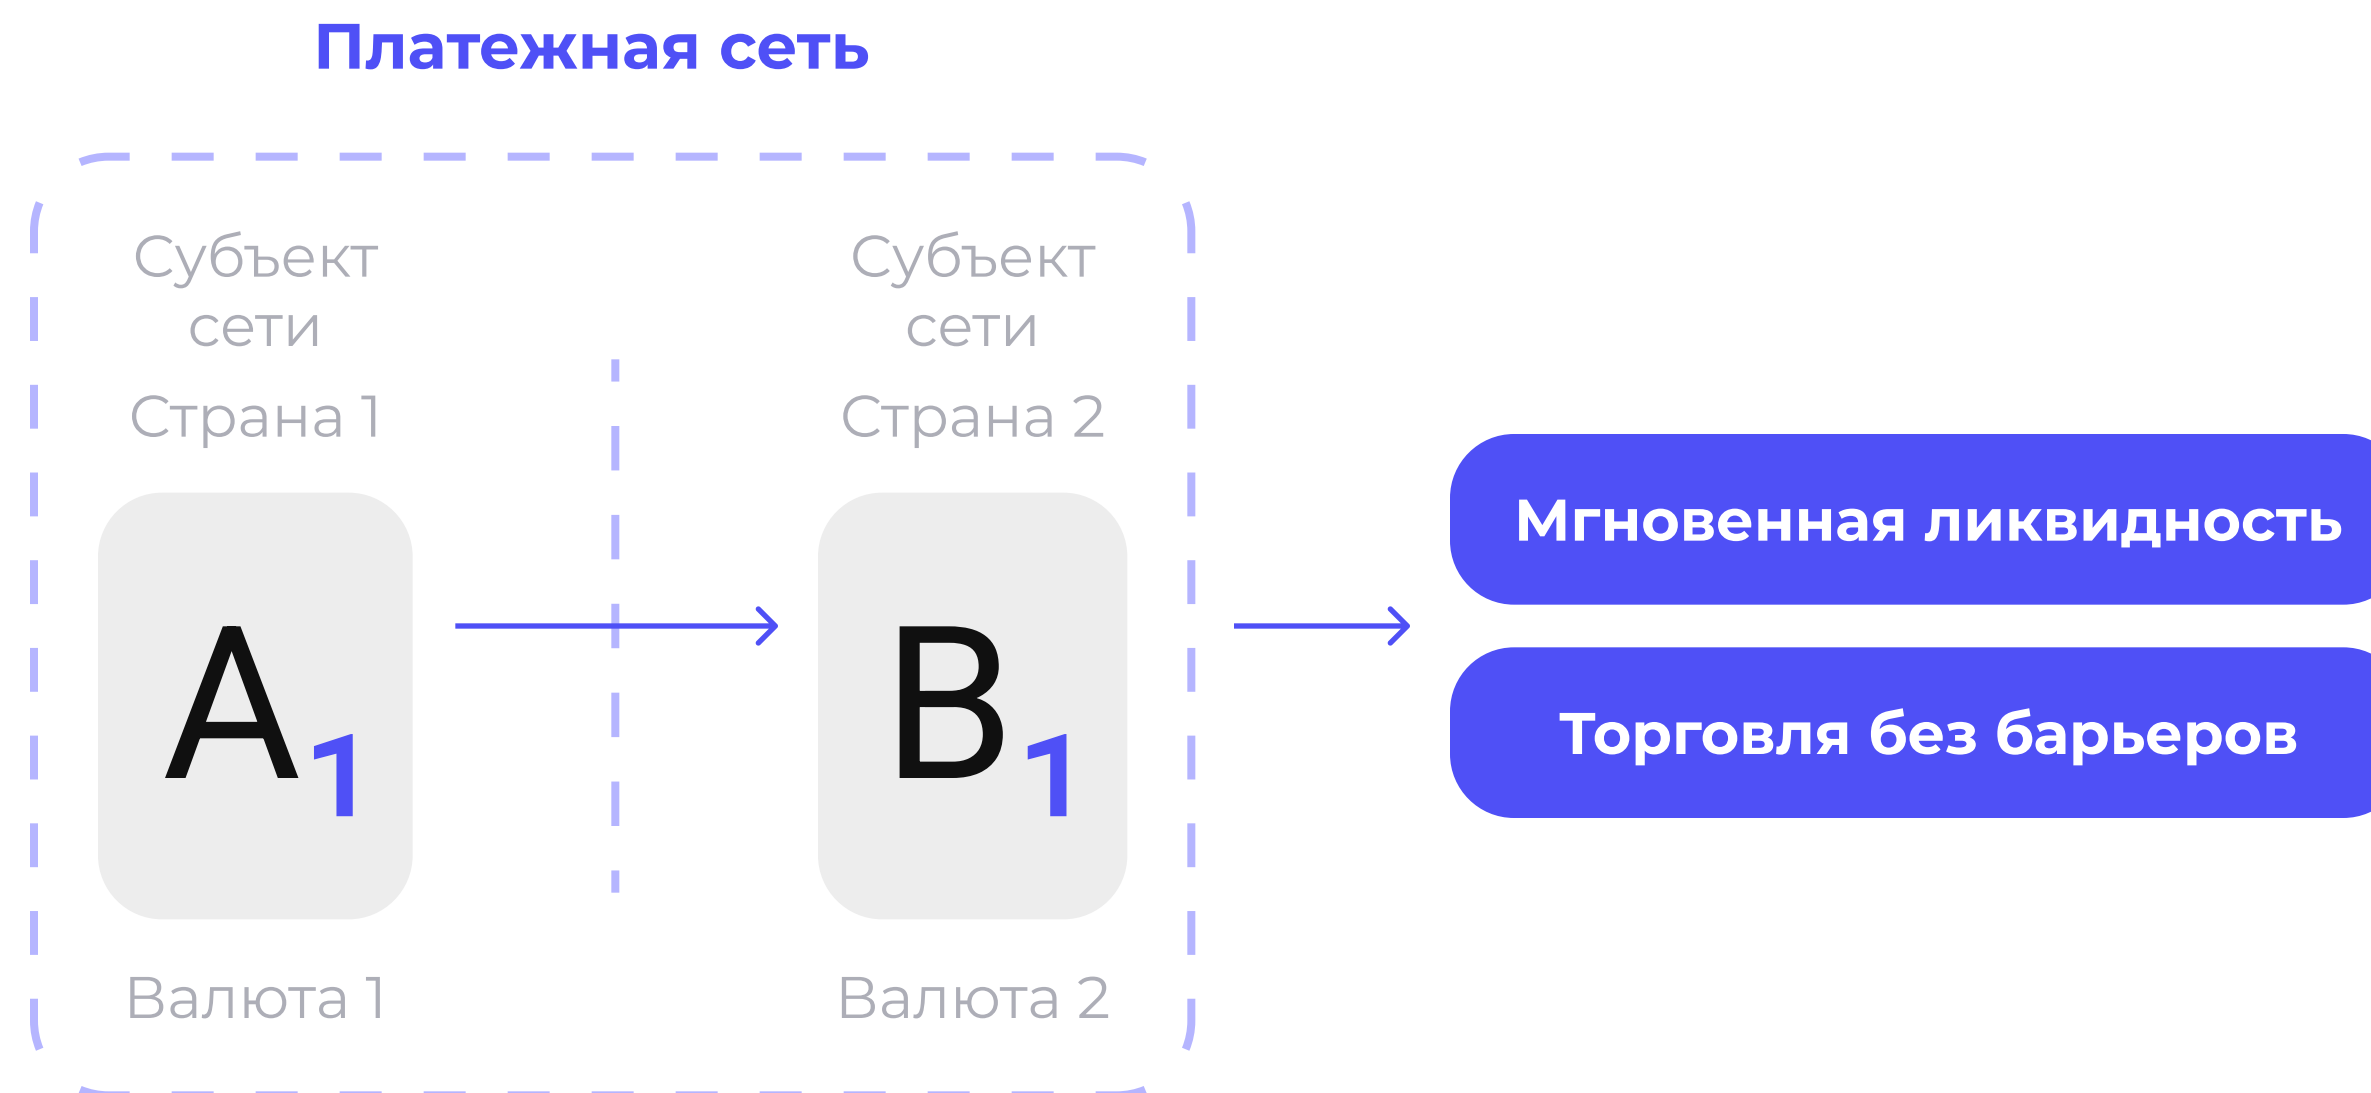 Платежная сеть
Субъект
сети
Страна 1
A1
Валюта 1
Субъект
сети
Страна 2
B1
Валюта 2
Мгновенная ликвидность
Торговля без барьеров